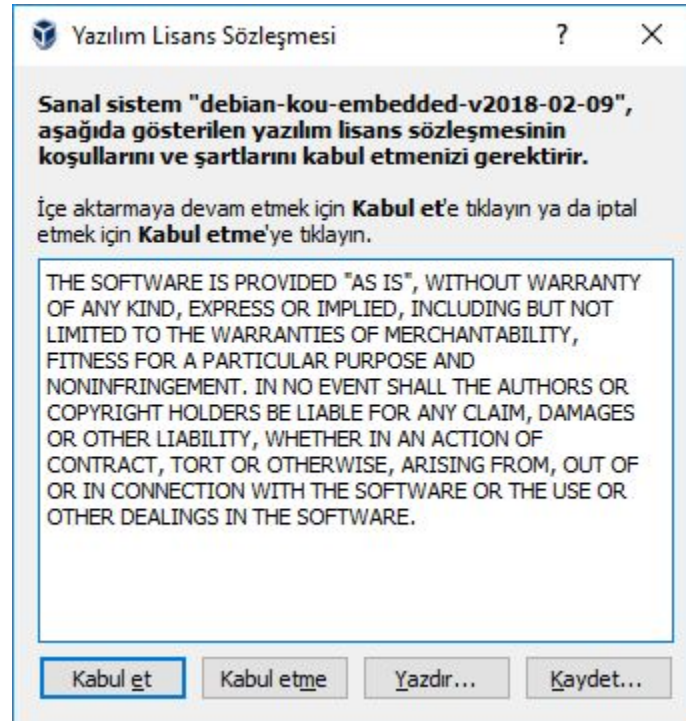 Yazılım Lisans Sözleşmesi
Sanal sistem "debian-kou-embedded-v2018-02-09",
aşağıda gösterilen yazılım lisans sözleşmesinin
koşullarını ve şartlarını kabul etmenizi gerektirir.
İçe aktarmaya devam etmek için Kabul et'e tıklayın ya da iptal
etmek için Kabul etme'ye tıklayın.
THE SOFTWARE IS PROVIDED "AS IS", WITHOUT WARRANTY
OF ANY KIND, EXPRESS OR IMPLIED, INCLUDING BUT NOT
LIMITED TO THE WARRANTIES OF MERCHANTABILITY,
FITNESS FOR A PARTICULAR PURPOSE AND
NONINFRINGEMENT. IN NO EVENT SHALL THE AUTHORS OR
COPYRIGHT HOLDERS BE LIABLE FOR ANY CLAIM, DAMAGES
OR OTHER LIABILITY, WHETHER IN AN ACTION OF
CONTRACT, TORT OR OTHERWISE, ARISING FROM, OUT OF
OR IN CONNECTION WITH THE SOFTWARE OR THE USE OR
OTHER DEALINGS IN THE SOFTWARE.
Kabul et Kabul etme Yazdır... Kaydet...